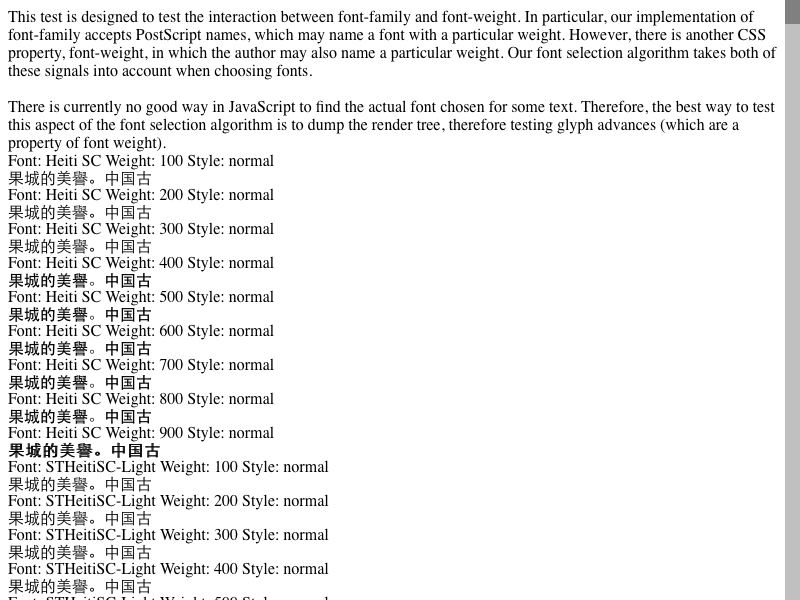 This test is designed to test the interaction between font-family and font-weight. In particular, our implementation of
font-family accepts PostScript names, which may name a font with a particular weight. However, there is another CSS
property, font-weight, in which the author may also name a particular weight. Our font selection algorithm takes both of
these signals into account when choosing fonts.
There is currently no good way in JavaScript to find the actual font chosen for some text. Therefore, the best way to test
this aspect of the font selection algorithm is to dump the render tree, therefore testing glyph advances (which are a
property of font weight).
Font: Heiti SC Weight: 100 Style: normal
果城的美譽。中国古
Font: Heiti SC Weight: 200 Style: normal
果城的美譽。中国古
Font: Heiti SC Weight: 300 Style: normal
果城的美譽。中国古
Font: Heiti SC Weight: 400 Style: normal
果城的美譽。中国古
Font: Heiti SC Weight: 500 Style: normal
果城的美譽。中国古
Font: Heiti SC Weight: 600 Style: normal
果城的美譽。中国古
Font: Heiti SC Weight: 700 Style: normal
果城的美譽。中国古
Font: Heiti SC Weight: 800 Style: normal
果城的美譽。中国古
Font: Heiti SC Weight: 900 Style: normal
果城的美譽。中国古
Font: STHeitiSC-Light Weight: 100 Style: normal
果城的美譽。中国古
Font: STHeitiSC-Light Weight: 200 Style: normal
果城的美譽。中国古
Font: STHeitiSC-Light Weight: 300 Style: normal
果城的美譽。中国古
Font: STHeitiSC-Light Weight: 400 Style: normal
果城的美譽。中国古